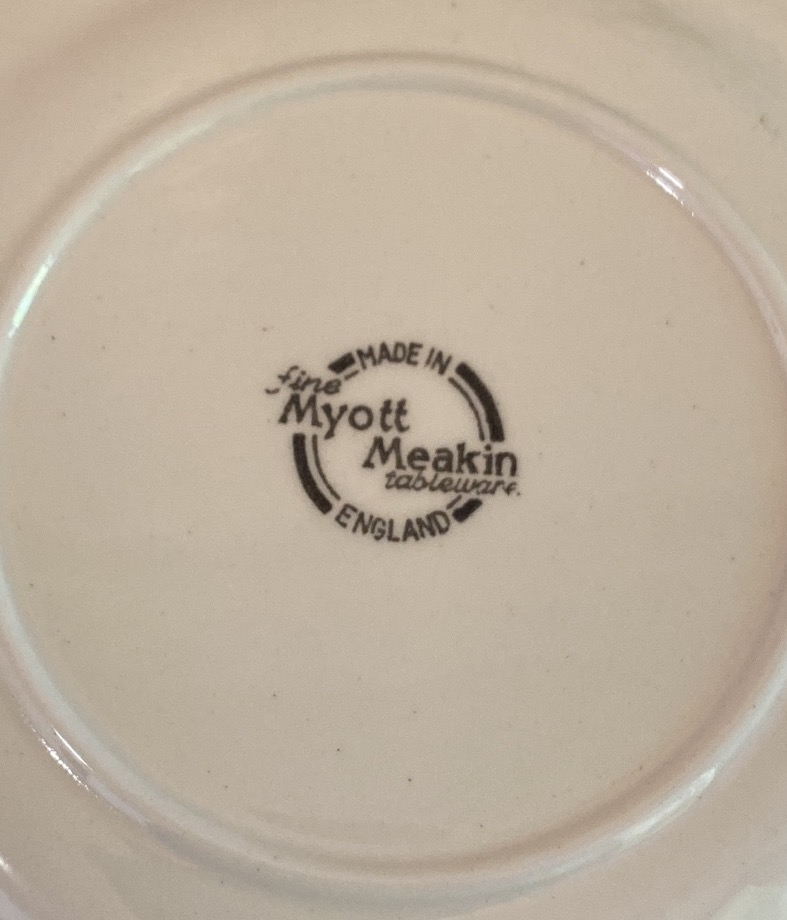 MADE IN
fine
Myott
Meakin
tableware.
ENGLAND